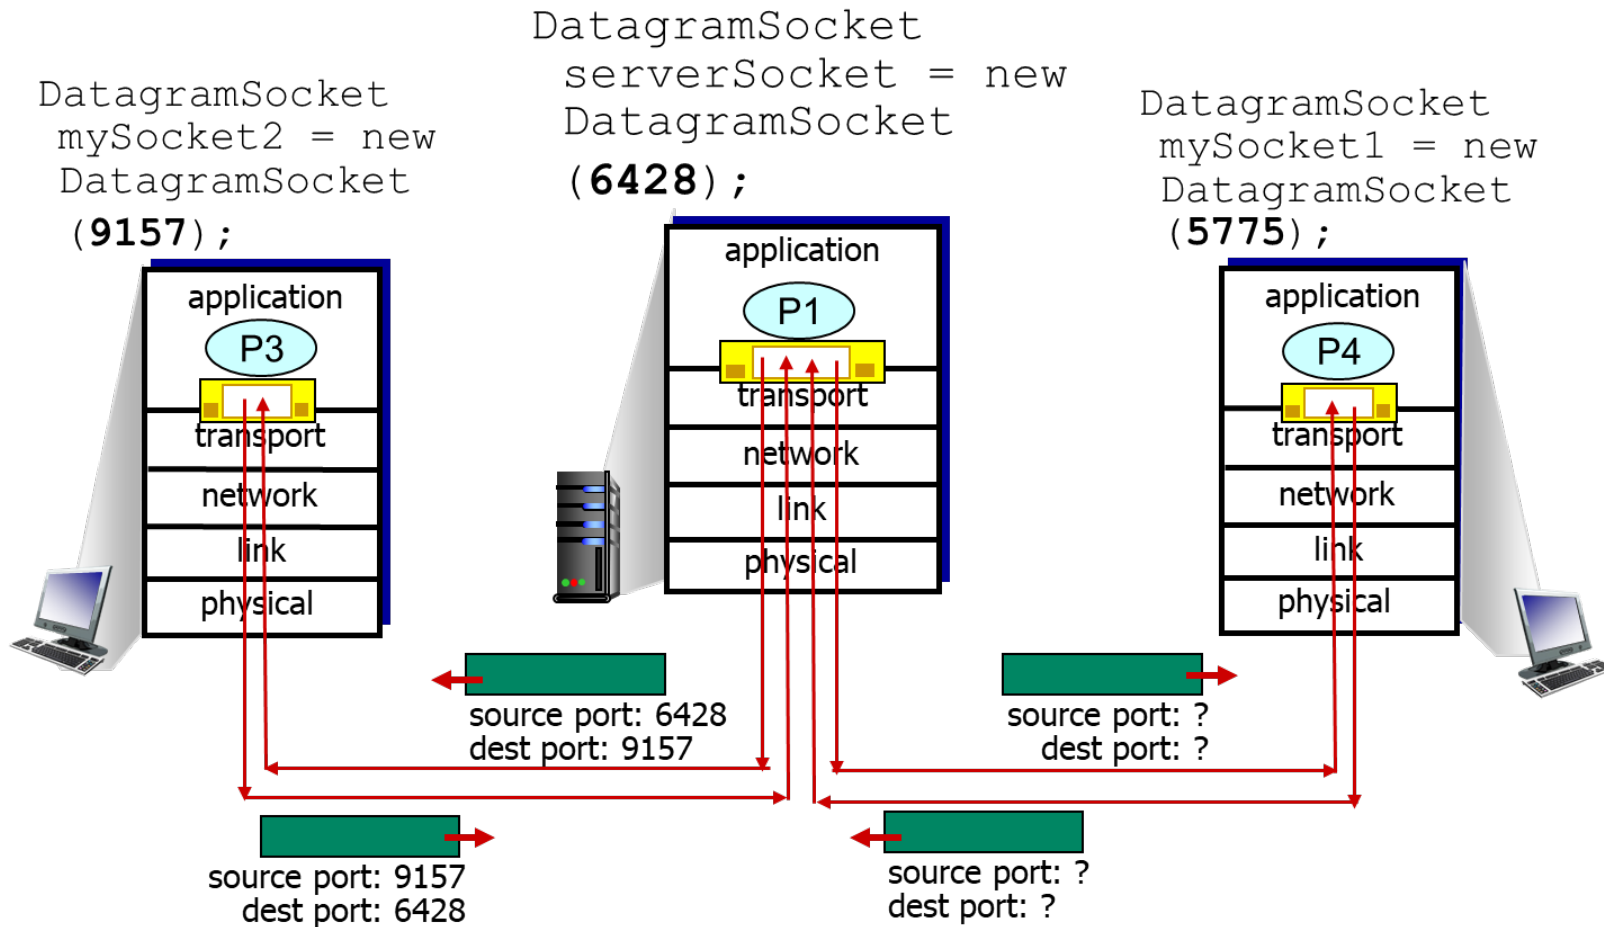 DatagramSocket
serverSocket = new
DatagramSocket
(6428);
DatagramSocket
mySocket2 = new
DatagramSocket
(9157);
DatagramSocket
mySocket1 = new
DatagramSocket
(5775);
application
P3
transport
network
link
physical
application
P1
transport
network
link
physical
application
P4
transport
network
link
physical
source port: 6428
dest port: 9157
source port: ?
dest port: ?
source port: 9157
dest port: 6428
source port: ?
dest port: ?